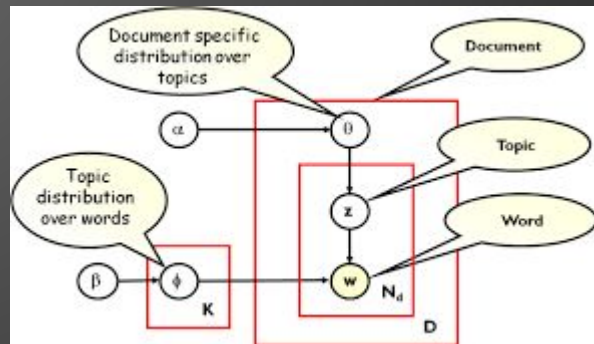 Document specific
distribution over
topics
Document
α
θ
Topic
Topic
distribution
over words
z
Word
β
ϕ
w
K
N_d
D